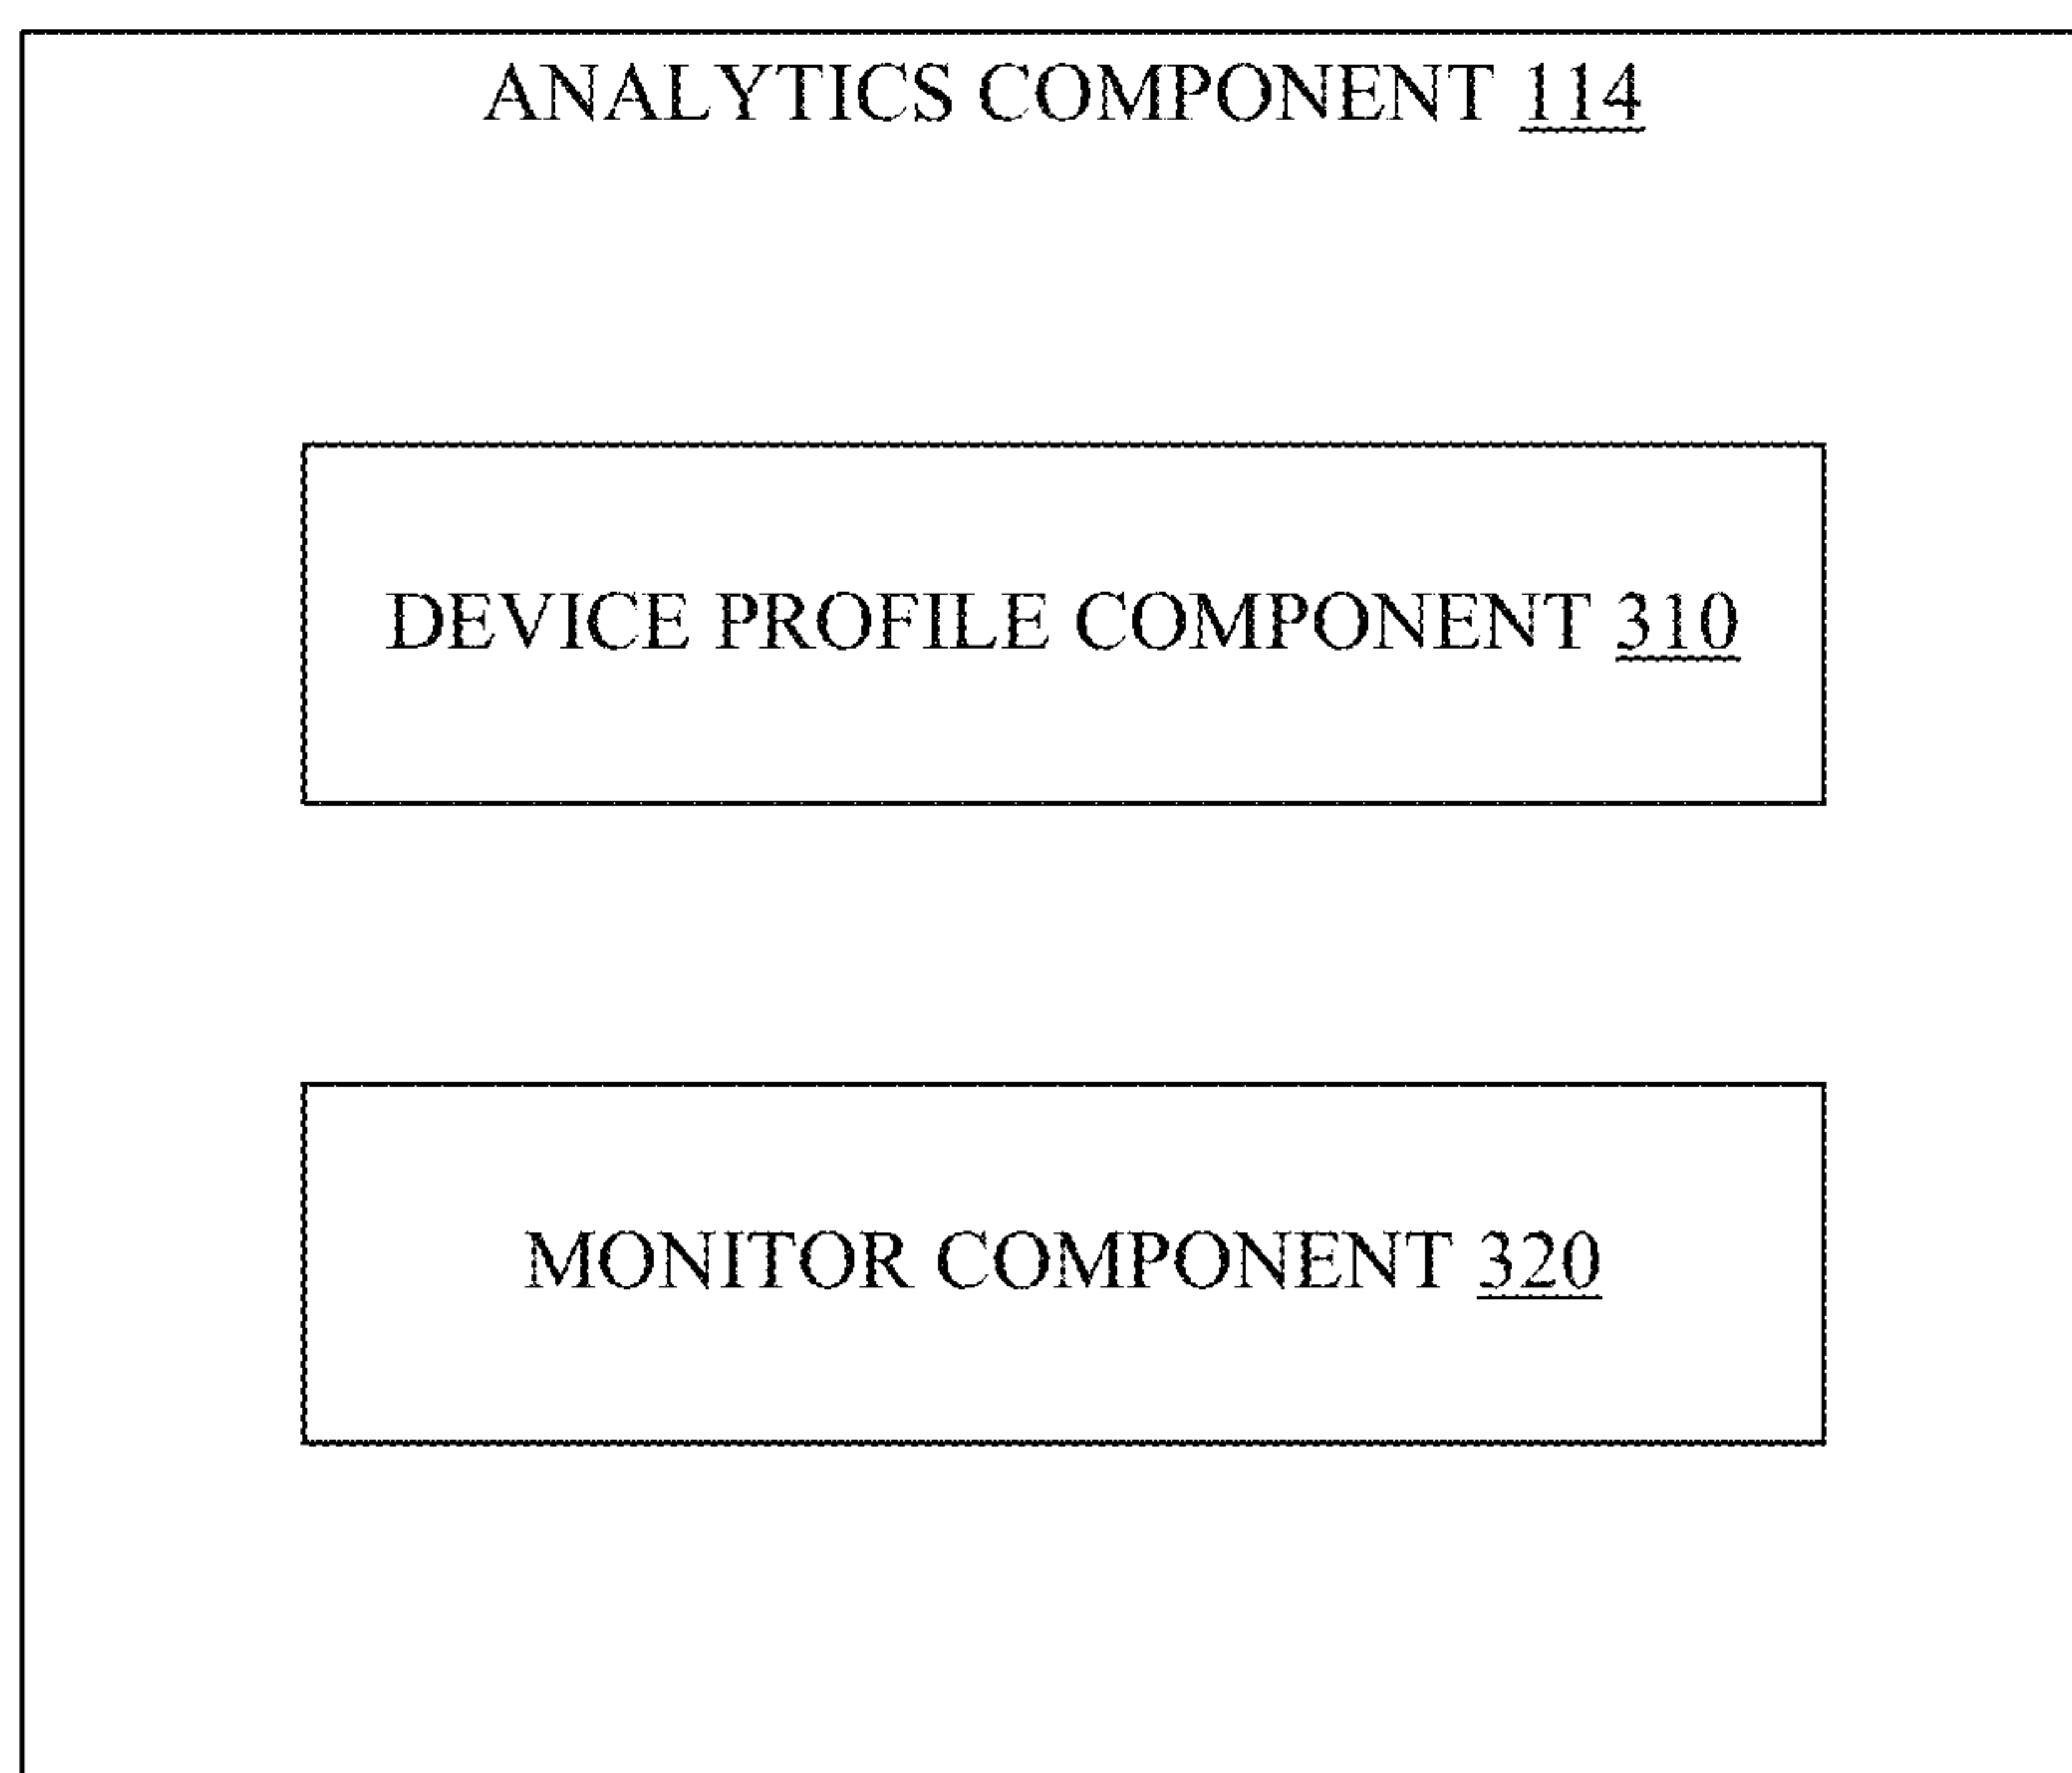 ANALYTICS COMPONENT 114
DEVICE PROFILE COMPONENT 310
MONITOR COMPONENT 320